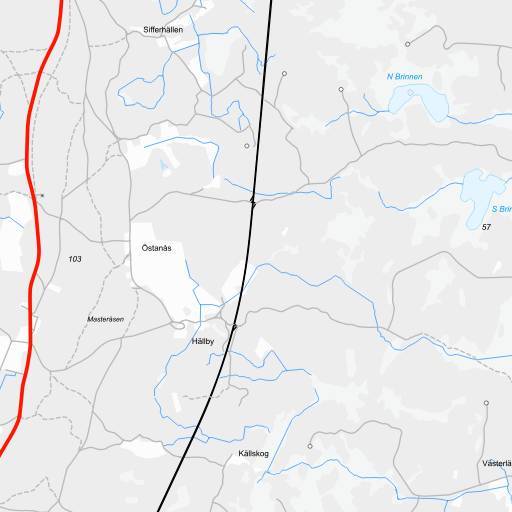 Sifferhällen
N Brinnen
S Brin
57
Östanås
103
Masteråsen
Hällby
Källskog
Västerlä